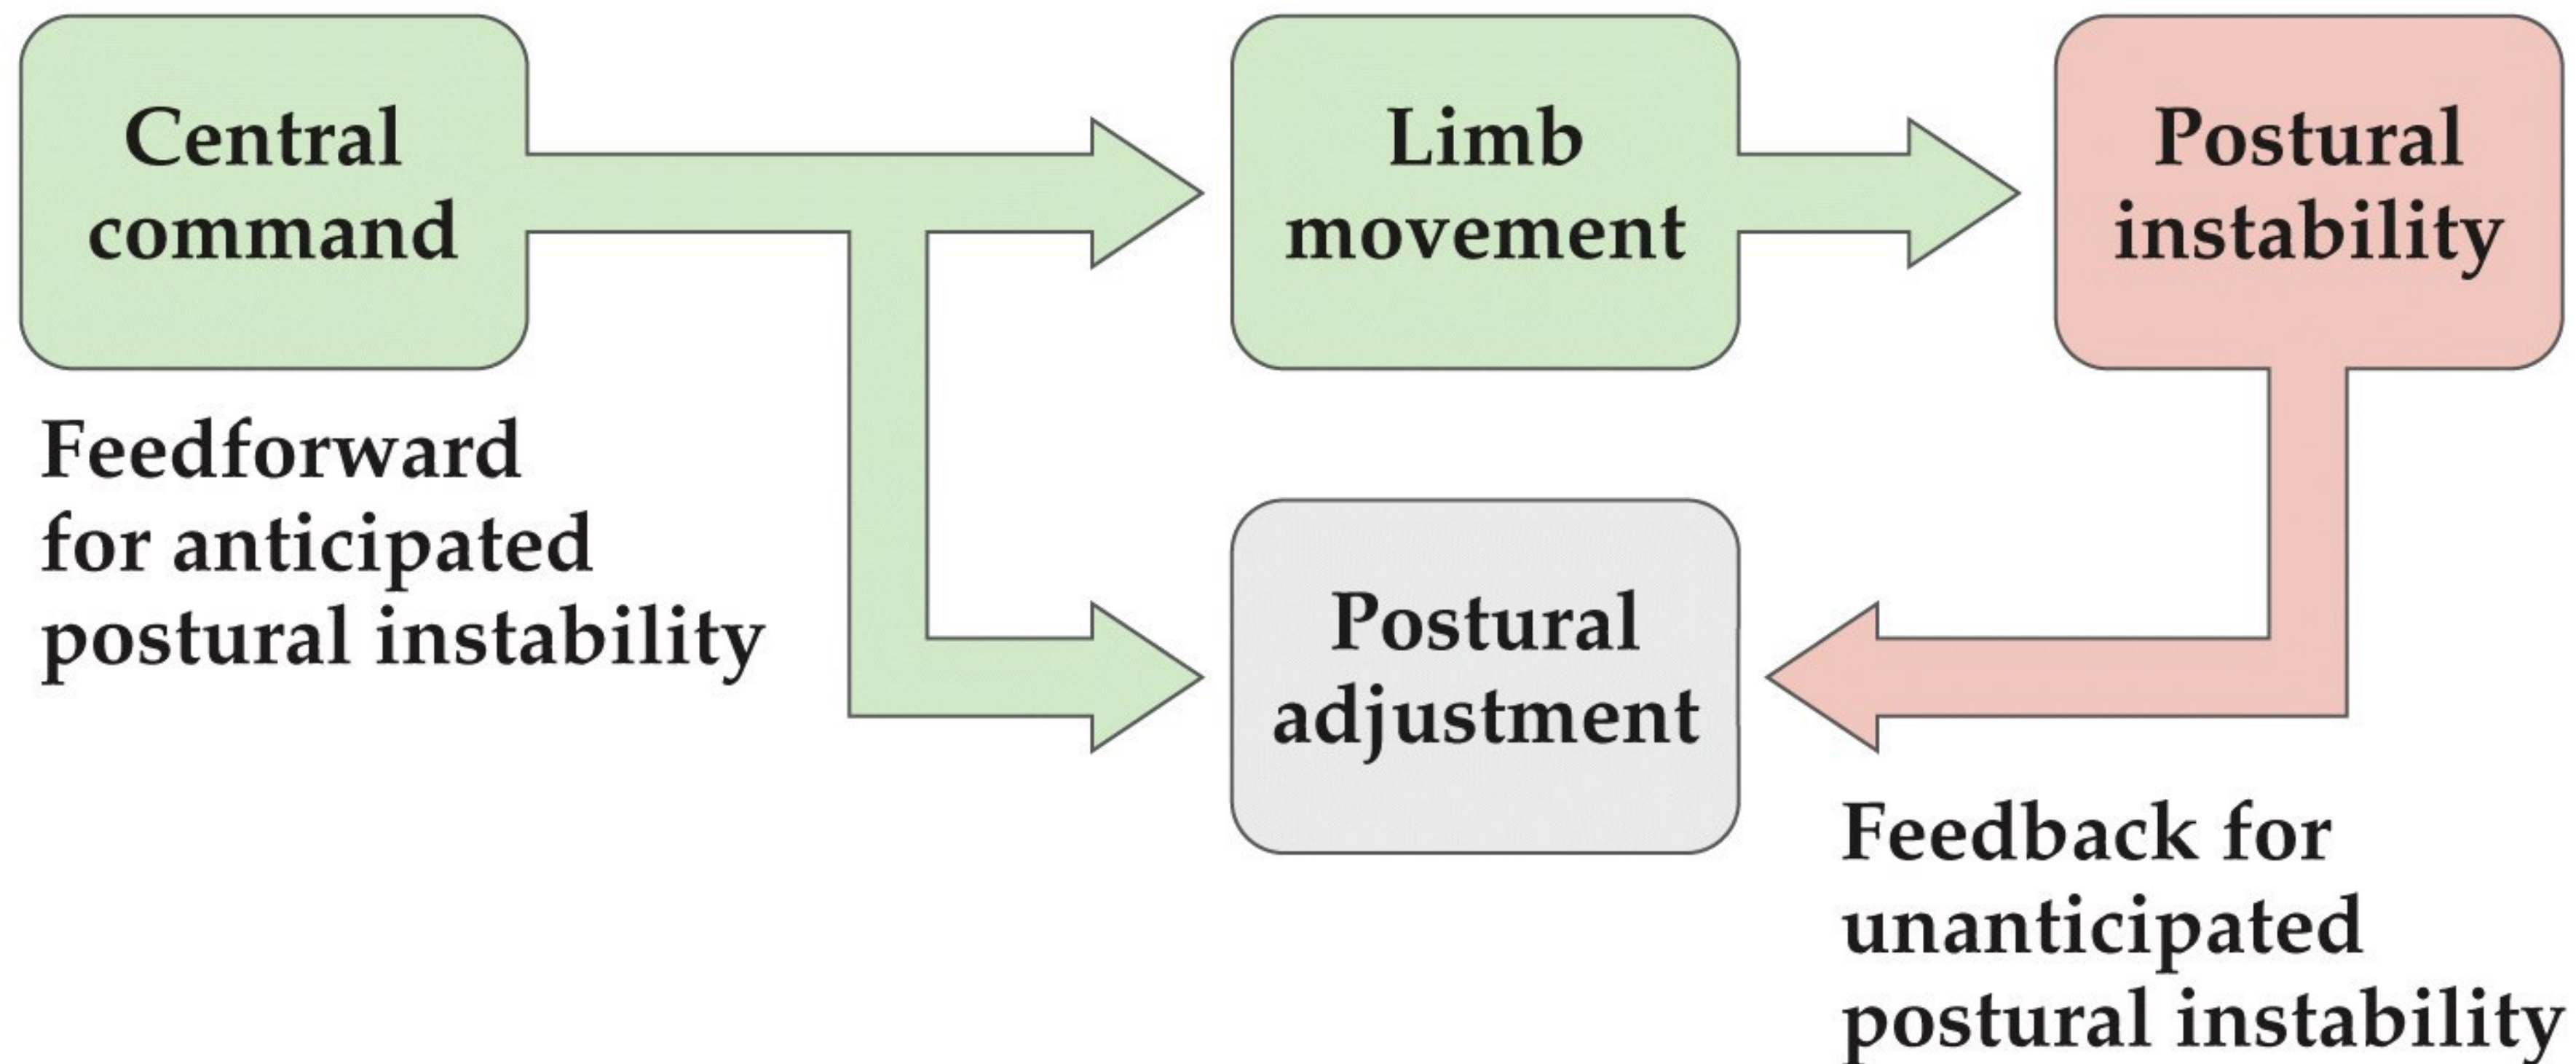 Central
command
Limb
movement
Postural
instability
Feedforward
for anticipated
postural instability
Postural
adjustment
Feedback for
unanticipated
postural instability